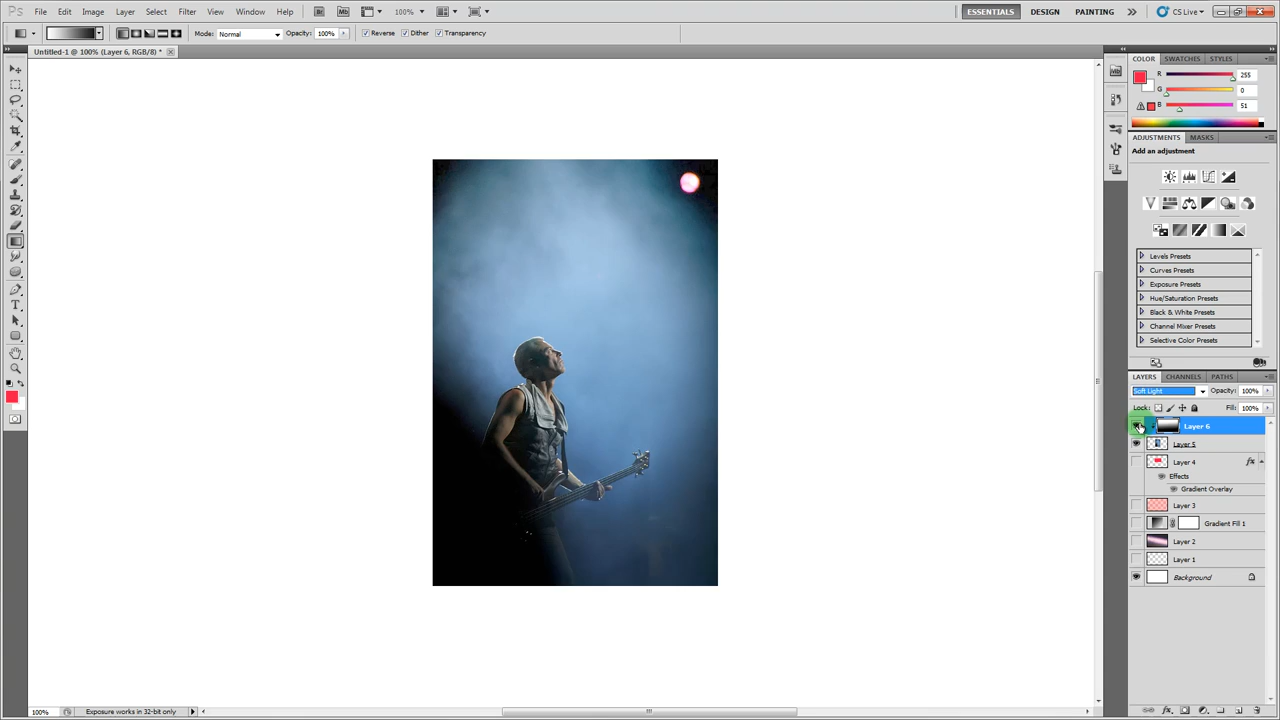 Ps File Edit Image Layer Select Filter Analysis 3D View Window Help Br Mb 100% ESSENTIALS DESIGN PAINTING CS Live
Mode: Normal Opacity: 100% Reverse Dither Transparency
Untitled-1 @ 100% (Layer 6, RGB/8) *
COLOR SWATCHES STYLES
R 255
G 0
B 51
ADJUSTMENTS MASKS
Add an adjustment
Levels Presets
Curves Presets
Exposure Presets
Hue/Saturation Presets
Black & White Presets
Channel Mixer Presets
Selective Color Presets
LAYERS CHANNELS PATHS
Soft Light Opacity: 100%
Lock: Fill: 100%
Layer 6
Layer 5
Layer 4 fx
Effects
Gradient Overlay
Layer 3
Gradient Fill 1
Layer 2
Layer 1
Background
100% Exposure works in 32-bit only